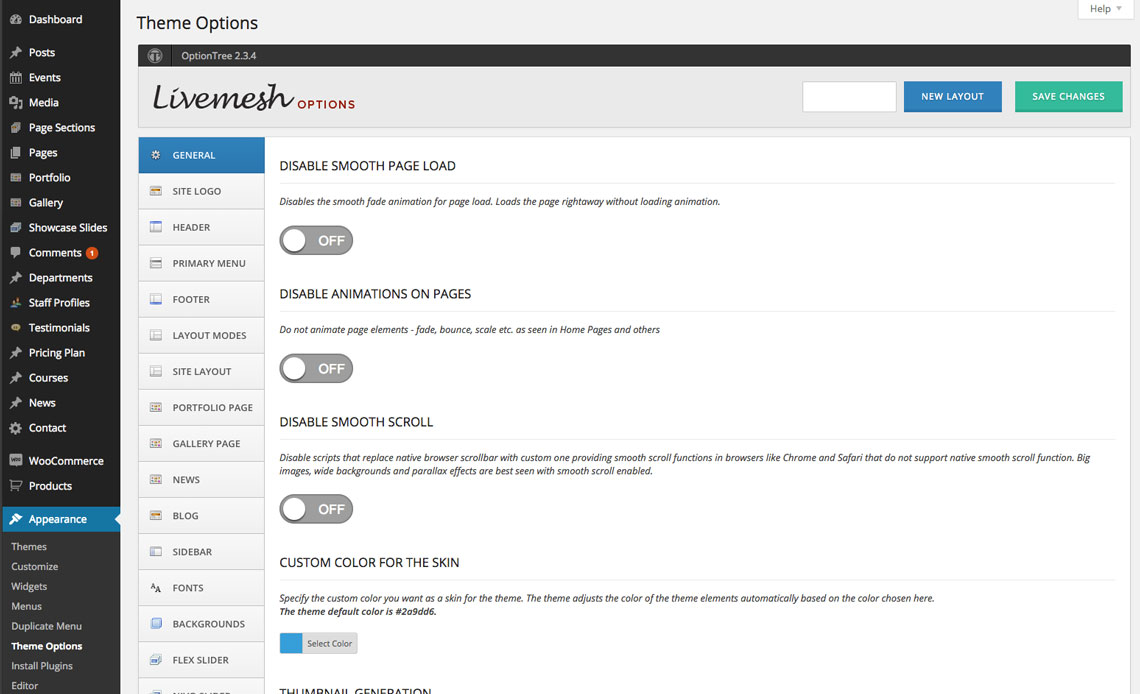 Dashboard
Posts
Events
Media
Page Sections
Pages
Portfolio
Gallery
Showcase Slides
Comments 1
Departments
Staff Profiles
Testimonials
Pricing Plan
Courses
News
Contact
WooCommerce
Products
Appearance
Themes
Customize
Widgets
Menus
Duplicate Menu
Theme Options
Install Plugins
Editor
Help
Theme Options
OptionTree 2.3.4
Livemesh OPTIONS
NEW LAYOUT
SAVE CHANGES
GENERAL
SITE LOGO
HEADER
PRIMARY MENU
FOOTER
LAYOUT MODES
SITE LAYOUT
PORTFOLIO PAGE
GALLERY PAGE
NEWS
BLOG
SIDEBAR
FONTS
BACKGROUNDS
FLEX SLIDER
NIVO SLIDER
DISABLE SMOOTH PAGE LOAD
Disables the smooth fade animation for page load. Loads the page rightaway without loading animation.
OFF
DISABLE ANIMATIONS ON PAGES
Do not animate page elements - fade, bounce, scale etc. as seen in Home Pages and others
OFF
DISABLE SMOOTH SCROLL
Disable scripts that replace native browser scrollbar with custom one providing smooth scroll functions in browsers like Chrome and Safari that do not support native smooth scroll function. Big
images, wide backgrounds and parallax effects are best seen with smooth scroll enabled.
OFF
CUSTOM COLOR FOR THE SKIN
Specify the custom color you want as a skin for the theme. The theme adjusts the color of the theme elements automatically based on the color chosen here.
The theme default color is #2a9dd6.
Select Color
THUMBNAIL GENERATION